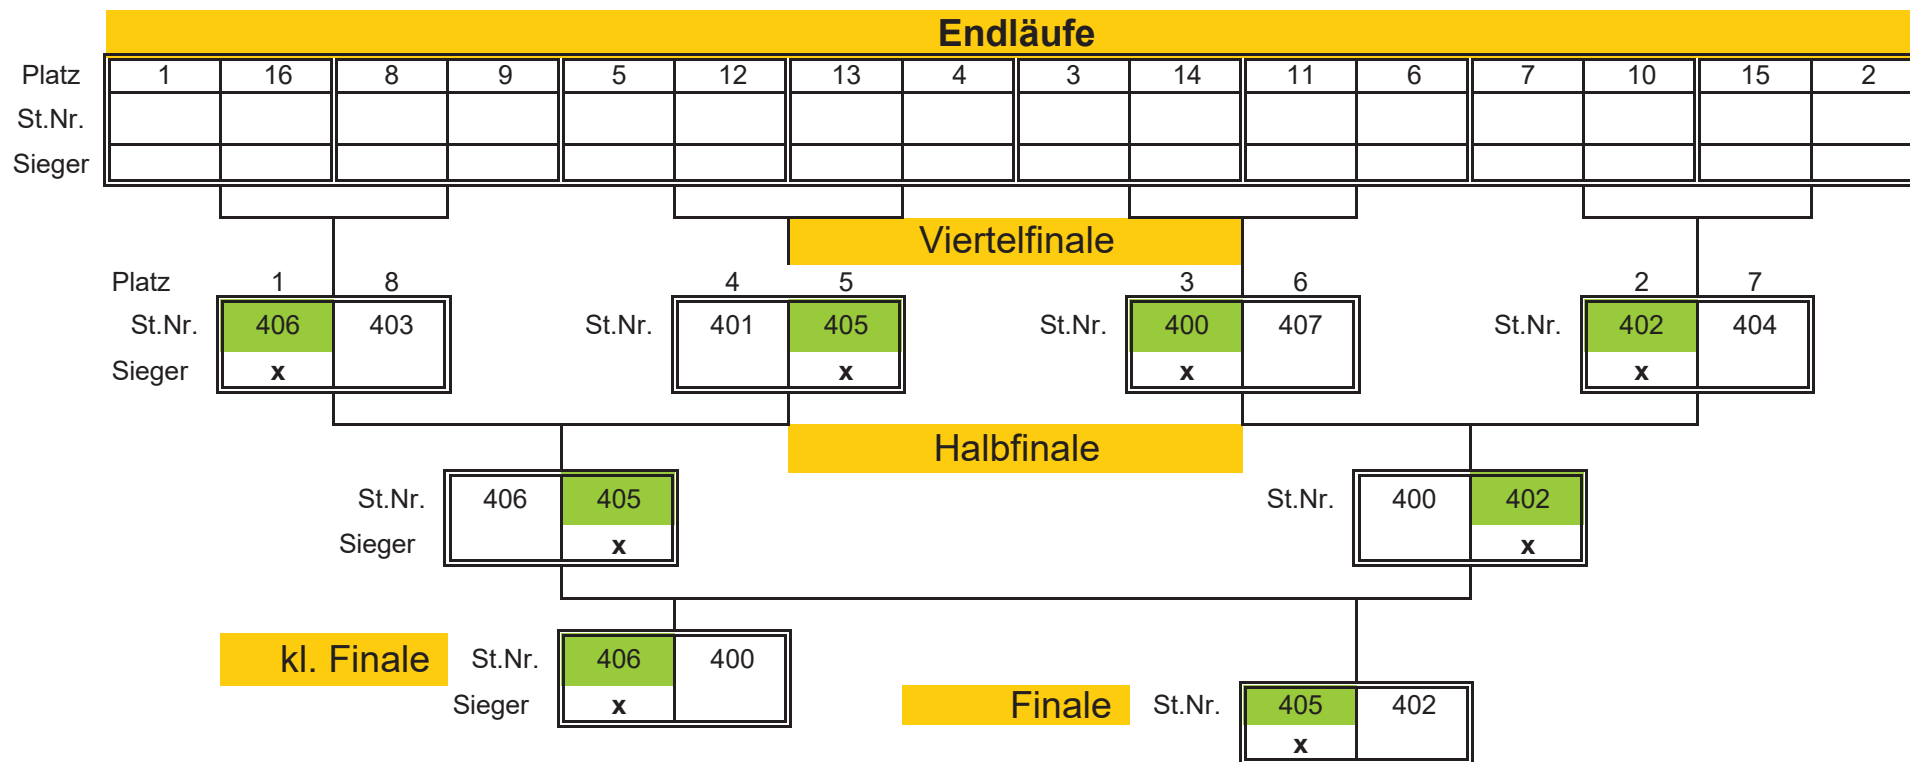 Endläufe
Platz 1 16 8 9 5 12 13 4 3 14 11 6 7 10 15 2
St.Nr.
Sieger
Viertelfinale
Platz 1 8 4 5 3 6 2 7
St.Nr. 406 403 St.Nr. 401 405 St.Nr. 400 407 St.Nr. 402 404
Sieger x x x x
Halbfinale
St.Nr. 406 405 St.Nr. 400 402
Sieger x x
kl. Finale St.Nr. 406 400
Sieger x Finale St.Nr. 405 402
x